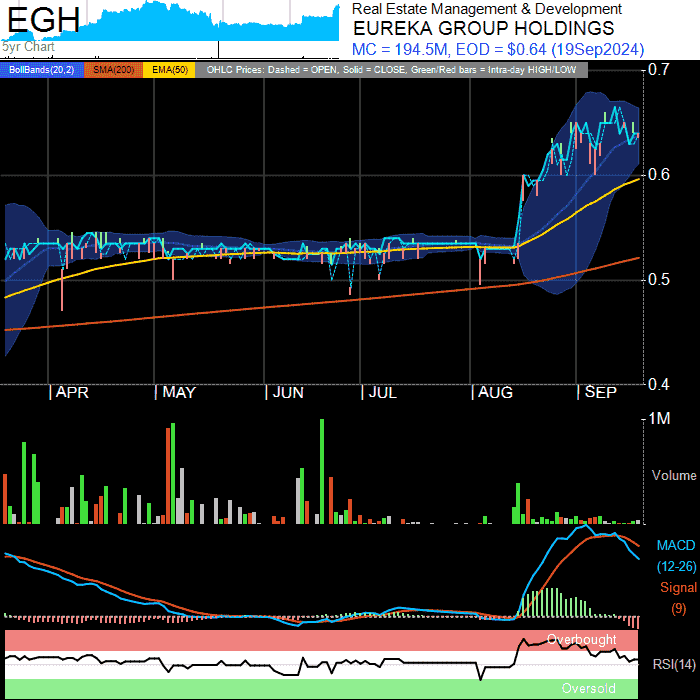 EGH
5yr Chart
Real Estate Management & Development
EUREKA GROUP HOLDINGS
MC = 194.5M, EOD = $0.64 (19Sep2024)
BollBands(20,2) SMA(200) EMA(50) OHLC Prices: Dashed = OPEN, Solid = CLOSE, Green/Red bars = Intra-day HIGH/LOW
0.7
0.6
0.5
0.4
APR MAY JUN JUL AUG SEP
1M
Volume
MACD
(12-26)
Signal
(9)
Overbought
RSI(14)
Oversold